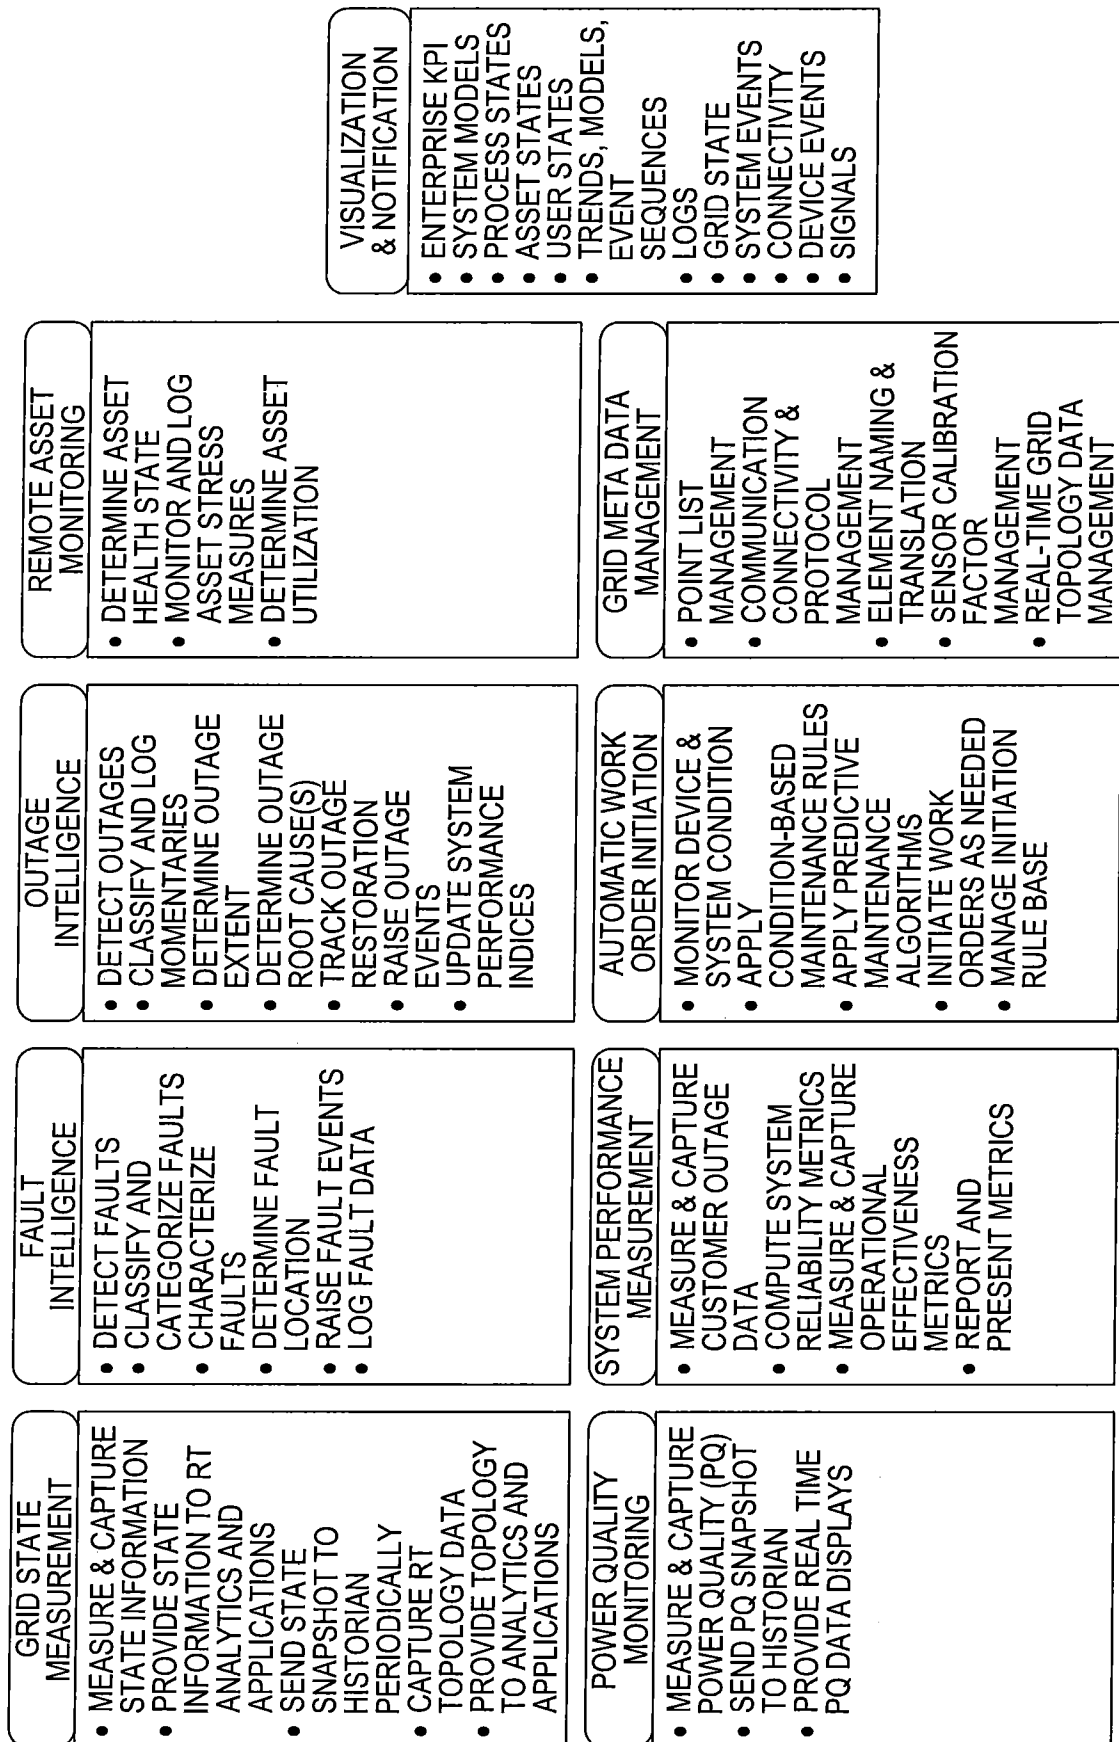 GRID STATE
MEASUREMENT
• MEASURE & CAPTURE
STATE INFORMATION
• PROVIDE STATE
INFORMATION TO RT
ANALYTICS AND
APPLICATIONS
• SEND STATE
SNAPSHOT TO
HISTORIAN
PERIODICALLY
• CAPTURE RT
TOPOLOGY DATA
• PROVIDE TOPOLOGY
TO ANALYTICS AND
APPLICATIONS
FAULT
INTELLIGENCE
• DETECT FAULTS
• CLASSIFY AND
CATEGORIZE FAULTS
• CHARACTERIZE
FAULTS
• DETERMINE FAULT
LOCATION
• RAISE FAULT EVENTS
• LOG FAULT DATA
OUTAGE
INTELLIGENCE
• DETECT OUTAGES
• CLASSIFY AND LOG
MOMENTARIES
• DETERMINE OUTAGE
EXTENT
• DETERMINE OUTAGE
ROOT CAUSE(S)
• TRACK OUTAGE
RESTORATION
• RAISE OUTAGE
EVENTS
• UPDATE SYSTEM
PERFORMANCE
INDICES
REMOTE ASSET
MONITORING
• DETERMINE ASSET
HEALTH STATE
• MONITOR AND LOG
ASSET STRESS
MEASURES
• DETERMINE ASSET
UTILIZATION
POWER QUALITY
MONITORING
• MEASURE & CAPTURE
POWER QUALITY (PQ)
• SEND PQ SNAPSHOT
TO HISTORIAN
• PROVIDE REAL TIME
PQ DATA DISPLAYS
SYSTEM PERFORMANCE
MEASUREMENT
• MEASURE & CAPTURE
CUSTOMER OUTAGE
DATA
• COMPUTE SYSTEM
RELIABILITY METRICS
• MEASURE & CAPTURE
OPERATIONAL
EFFECTIVENESS
METRICS
• REPORT AND
PRESENT METRICS
AUTOMATIC WORK
ORDER INITIATION
• MONITOR DEVICE &
SYSTEM CONDITION
• APPLY
CONDITION-BASED
MAINTENANCE RULES
• APPLY PREDICTIVE
MAINTENANCE
ALGORITHMS
• INITIATE WORK
ORDERS AS NEEDED
• MANAGE INITIATION
RULE BASE
GRID META DATA
MANAGEMENT
• POINT LIST
MANAGEMENT
• COMMUNICATION
CONNECTIVITY &
PROTOCOL
MANAGEMENT
• ELEMENT NAMING &
TRANSLATION
• SENSOR CALIBRATION
FACTOR
MANAGEMENT
• REAL-TIME GRID
TOPOLOGY DATA
MANAGEMENT
VISUALIZATION
& NOTIFICATION
• ENTERPRISE KPI
• SYSTEM MODELS
• PROCESS STATES
• ASSET STATES
• USER STATES
• TRENDS, MODELS,
EVENT
SEQUENCES
• LOGS
• GRID STATE
• SYSTEM EVENTS
• CONNECTIVITY
• DEVICE EVENTS
• SIGNALS